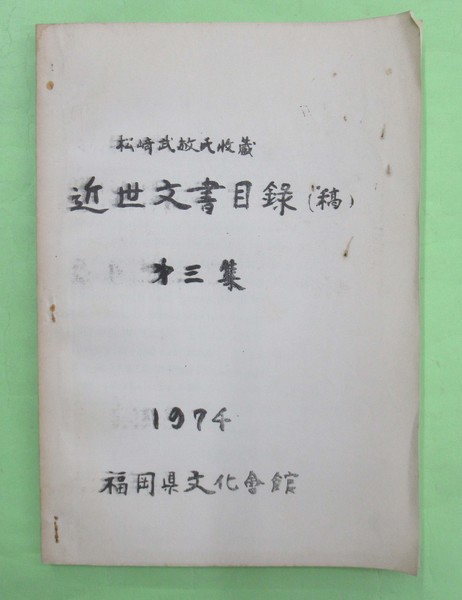 松崎武敏氏收蔵
近世文書目録(稿)
才三集
1974
福岡県文化會館